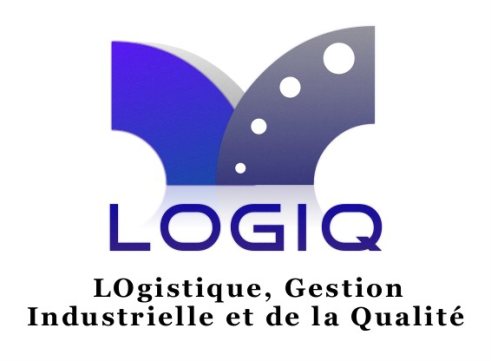 LOGIQ
LOgistique, Gestion
Industrielle et de la Qualité